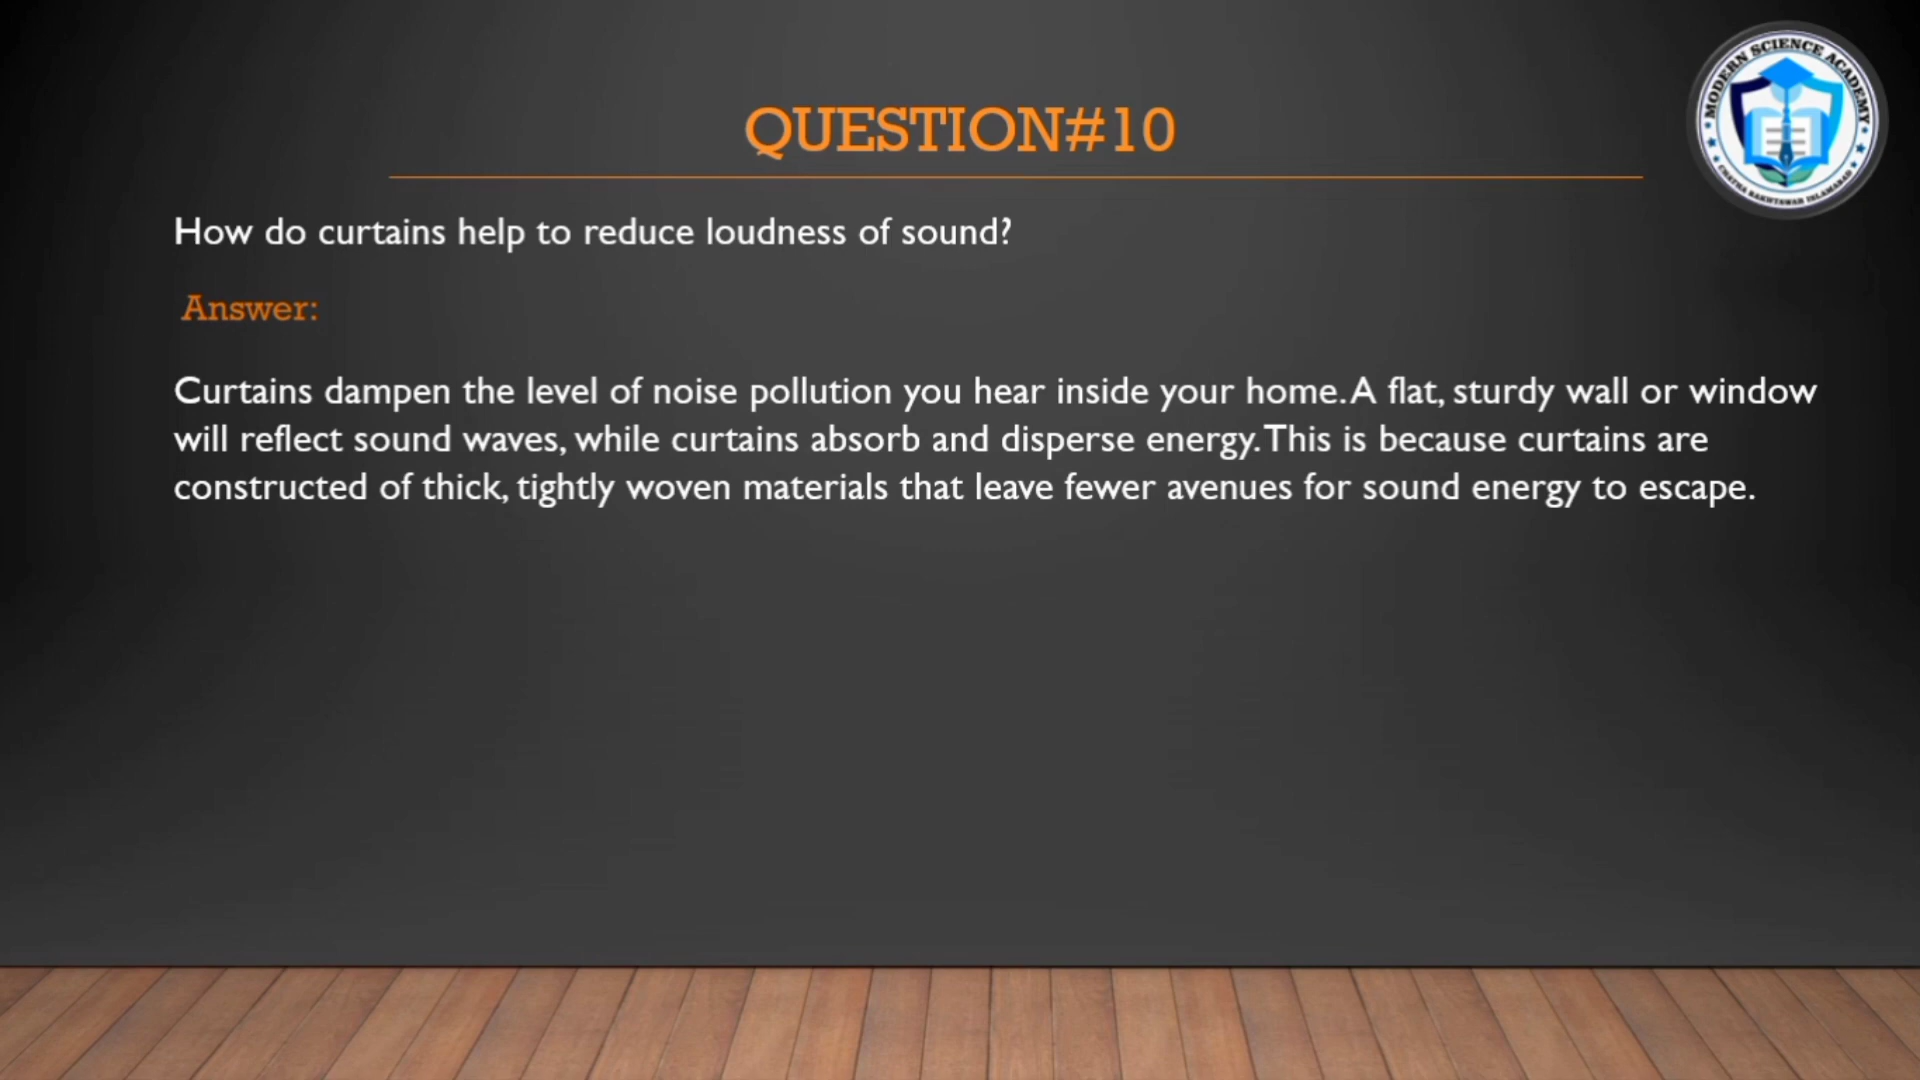 MODERN SCIENCE ACADEMY
CHATHA BAKHTAWAR ISLAMABAD
QUESTION#10
How do curtains help to reduce loudness of sound?
Answer:
Curtains dampen the level of noise pollution you hear inside your home. A flat, sturdy wall or window
will reflect sound waves, while curtains absorb and disperse energy. This is because curtains are
constructed of thick, tightly woven materials that leave fewer avenues for sound energy to escape.